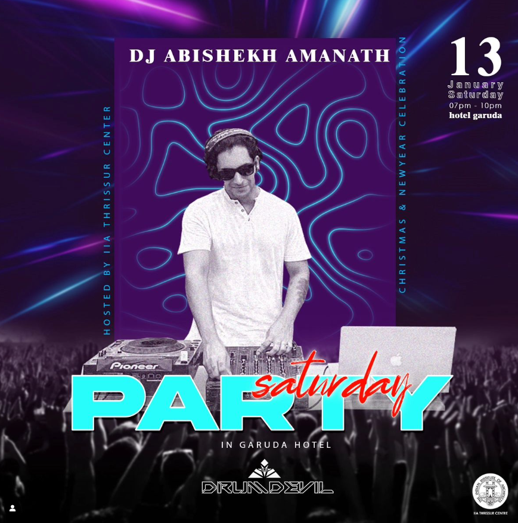 DJ ABISHEKH AMANATH
13
January
Saturday
07pm - 10pm
hotel garuda
HOSTED BY IIA THRISSUR CENTER
CHRISTMAS & NEWYEAR CELEBRATION
Pioneer
saturday
PARTY
IN GARUDA HOTEL
DRUMDEVIL
IIA THRISSUR CENTRE